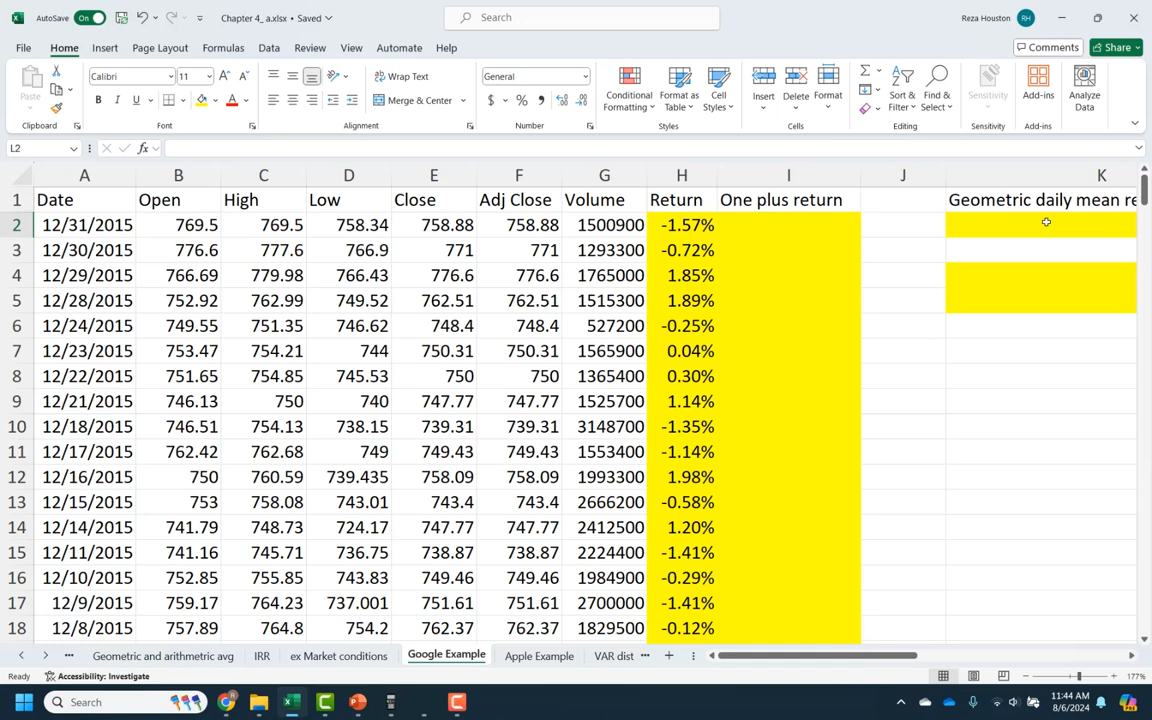 AutoSave On Chapter 4_ a.xlsx • Saved Search Reza Houston RH
File Home Insert Page Layout Formulas Data Review View Automate Help Comments Share
Paste Calibri 11 Wrap Text Merge & Center General Conditional Formatting Format as Table Cell Styles Insert Delete Format Sort & Filter Find & Select Sensitivity Add-ins Analyze Data
Clipboard Font Alignment Number Styles Cells Editing Sensitivity Add-ins
L2 fx
A B C D E F G H I J K
1 Date Open High Low Close Adj Close Volume Return One plus return Geometric daily mean re
2 12/31/2015 769.5 769.5 758.34 758.88 758.88 1500900 -1.57%
3 12/30/2015 776.6 777.6 766.9 771 771 1293300 -0.72%
4 12/29/2015 766.69 779.98 766.43 776.6 776.6 1765000 1.85%
5 12/28/2015 752.92 762.99 749.52 762.51 762.51 1515300 1.89%
6 12/24/2015 749.55 751.35 746.62 748.4 748.4 527200 -0.25%
7 12/23/2015 753.47 754.21 744 750.31 750.31 1565900 0.04%
8 12/22/2015 751.65 754.85 745.53 750 750 1365400 0.30%
9 12/21/2015 746.13 750 740 747.77 747.77 1525700 1.14%
10 12/18/2015 746.51 754.13 738.15 739.31 739.31 3148700 -1.35%
11 12/17/2015 762.42 762.68 749 749.43 749.43 1553400 -1.14%
12 12/16/2015 750 760.59 739.435 758.09 758.09 1993300 1.98%
13 12/15/2015 753 758.08 743.01 743.4 743.4 2666200 -0.58%
14 12/14/2015 741.79 748.73 724.17 747.77 747.77 2412500 1.20%
15 12/11/2015 741.16 745.71 736.75 738.87 738.87 2224400 -1.41%
16 12/10/2015 752.85 755.85 743.83 749.46 749.46 1984900 -0.29%
17 12/9/2015 759.17 764.23 737.001 751.61 751.61 2700000 -1.41%
18 12/8/2015 757.89 764.8 754.2 762.37 762.37 1829500 -0.12%
Geometric and arithmetric avg IRR ex Market conditions Google Example Apple Example VAR dist
Ready Accessibility: Investigate 177%
Search 11:44 AM
8/6/2024